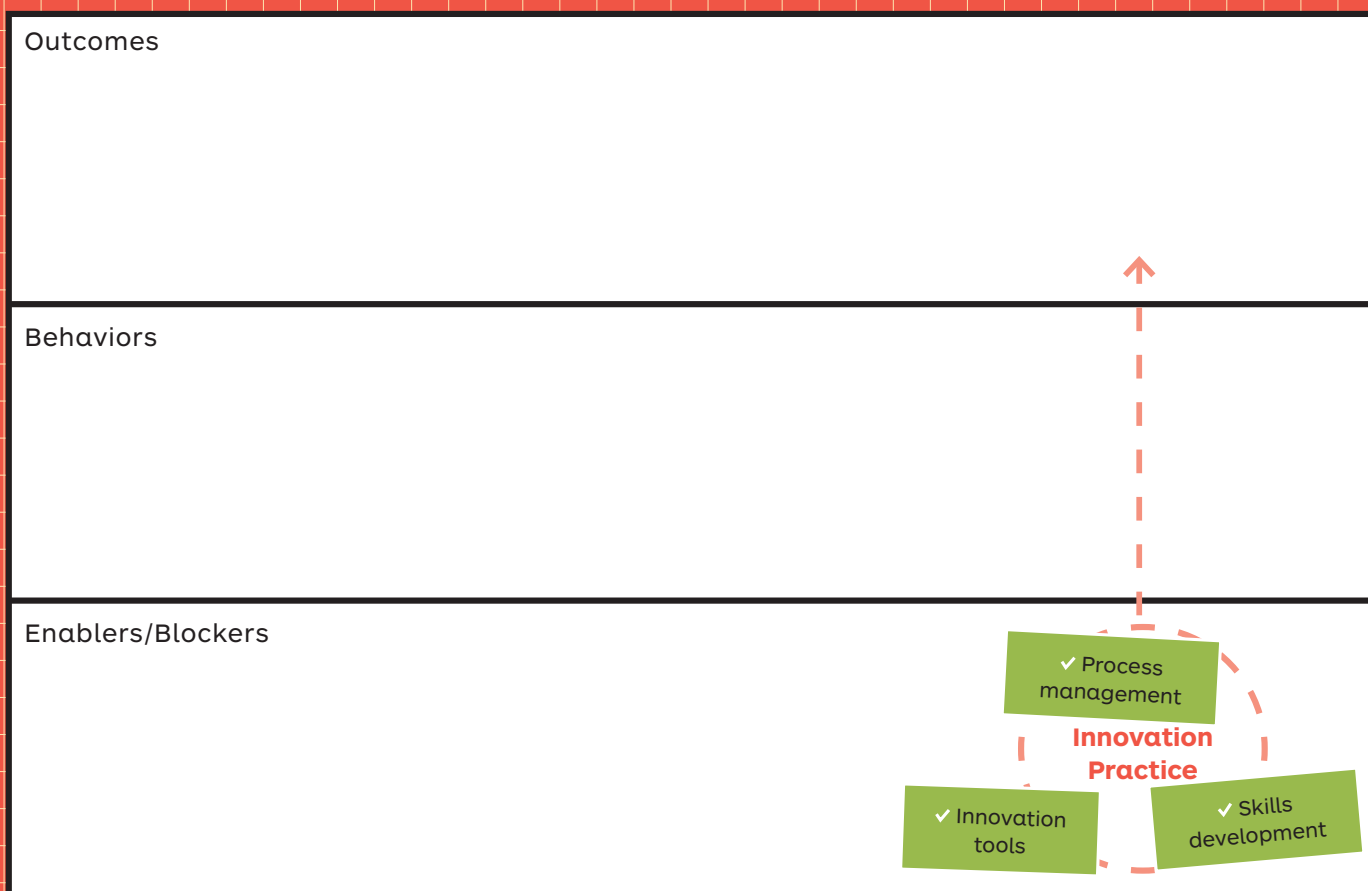 Outcomes
Behaviors
Enablers/Blockers
✓ Process
management
Innovation
Practice
✓ Innovation
tools
✓ Skills
development